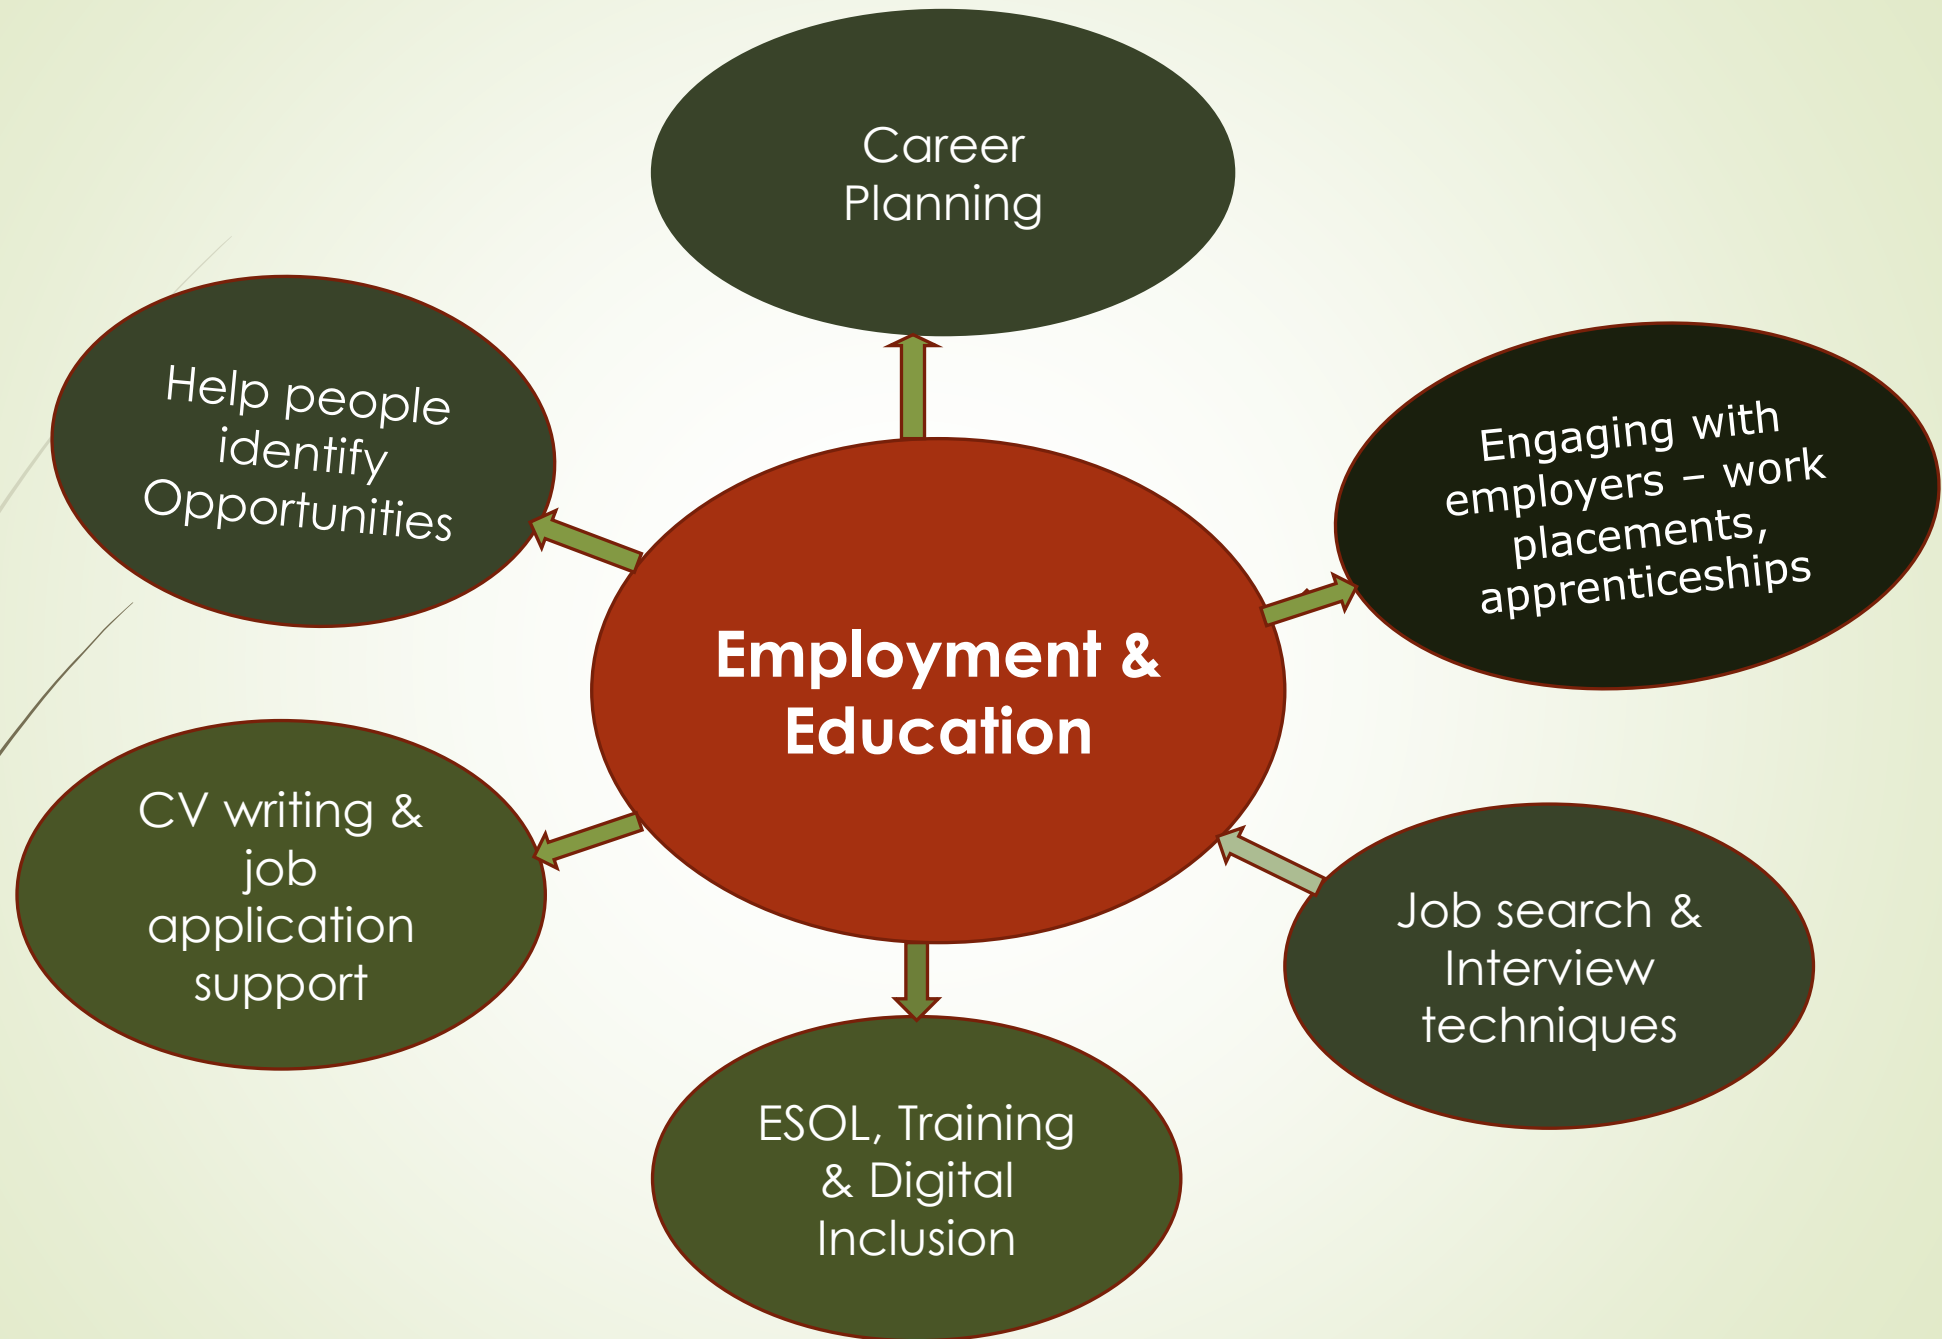 Career
Planning
Help people
identify
Opportunities
Engaging with
employers – work
placements,
apprenticeships
Employment &
Education
CV writing &
job
application
support
Job search &
Interview
techniques
ESOL, Training
& Digital
Inclusion